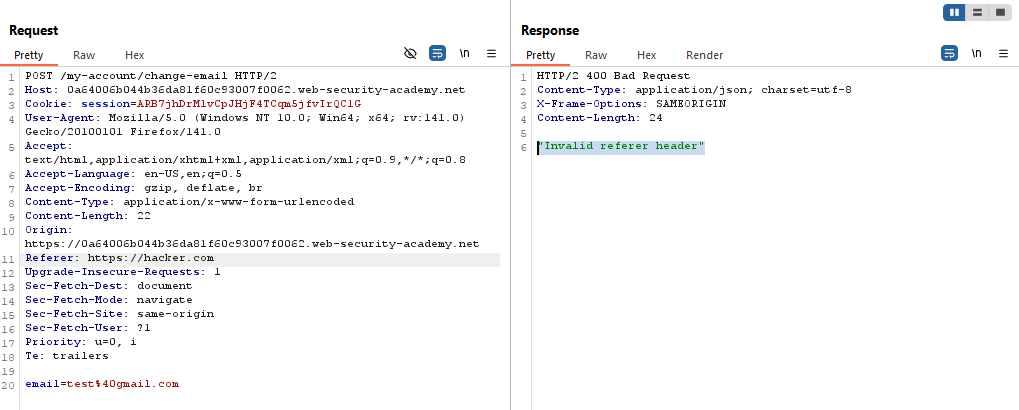 Request
Pretty Raw Hex
\n
1 POST /my-account/change-email HTTP/2
2 Host: 0a64006b044b36da81f60c93007f0062.web-security-academy.net
3 Cookie: session=ARB7jhDrMlvCpJHjF4TCqm5jfvIrQClG
4 User-Agent: Mozilla/5.0 (Windows NT 10.0; Win64; x64; rv:141.0)
Gecko/20100101 Firefox/141.0
5 Accept:
text/html,application/xhtml+xml,application/xml;q=0.9,*/*;q=0.8
6 Accept-Language: en-US,en;q=0.5
7 Accept-Encoding: gzip, deflate, br
8 Content-Type: application/x-www-form-urlencoded
9 Content-Length: 22
10 Origin:
https://0a64006b044b36da81f60c93007f0062.web-security-academy.net
11 Referer: https://hacker.com
12 Upgrade-Insecure-Requests: 1
13 Sec-Fetch-Dest: document
14 Sec-Fetch-Mode: navigate
15 Sec-Fetch-Site: same-origin
16 Sec-Fetch-User: ?1
17 Priority: u=0, i
18 Te: trailers
19
20 email=test%40gmail.com
Response
Pretty Raw Hex Render
\n
1 HTTP/2 400 Bad Request
2 Content-Type: application/json; charset=utf-8
3 X-Frame-Options: SAMEORIGIN
4 Content-Length: 24
5
6 "Invalid referer header"